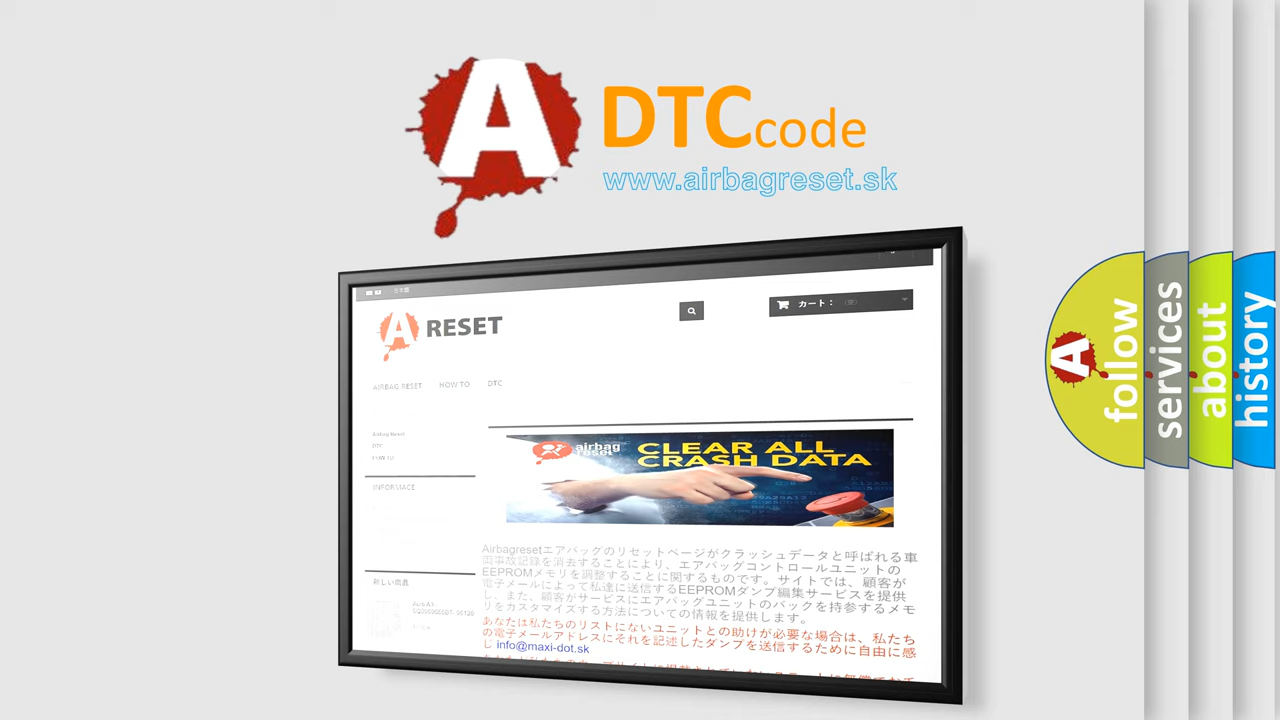 A DTCcode
www.airbagreset.sk
日本語
A RESET
カート：
AIRBAG RESET HOW TO DTC
Airbag Reset
DTC
HOW TO
INFORMACE
airbag
reset
CLEAR ALL
CRASH DATA
Airbagresetエアバッグのリセットページがクラッシュデータと呼ばれる車
両事故記録を消去することにより、エアバッグコントロールユニットの
EEPROMメモリを調整することに関するものです。サイトでは、顧客が
電子メールによって私達に送信するEEPROMダンプ編集サービスを提供
し、また、顧客がサービスにエアバッグユニットのバックを持参するメモ
リをカスタマイズする方法についての情報を提供します。
あなたは私たちのリストにないユニットとの助けが必要な場合は、私たち
の電子メールアドレスにそれを記述したダンプを送信するために自由に感
じ info@maxi-dot.sk
A follow
services
about
history